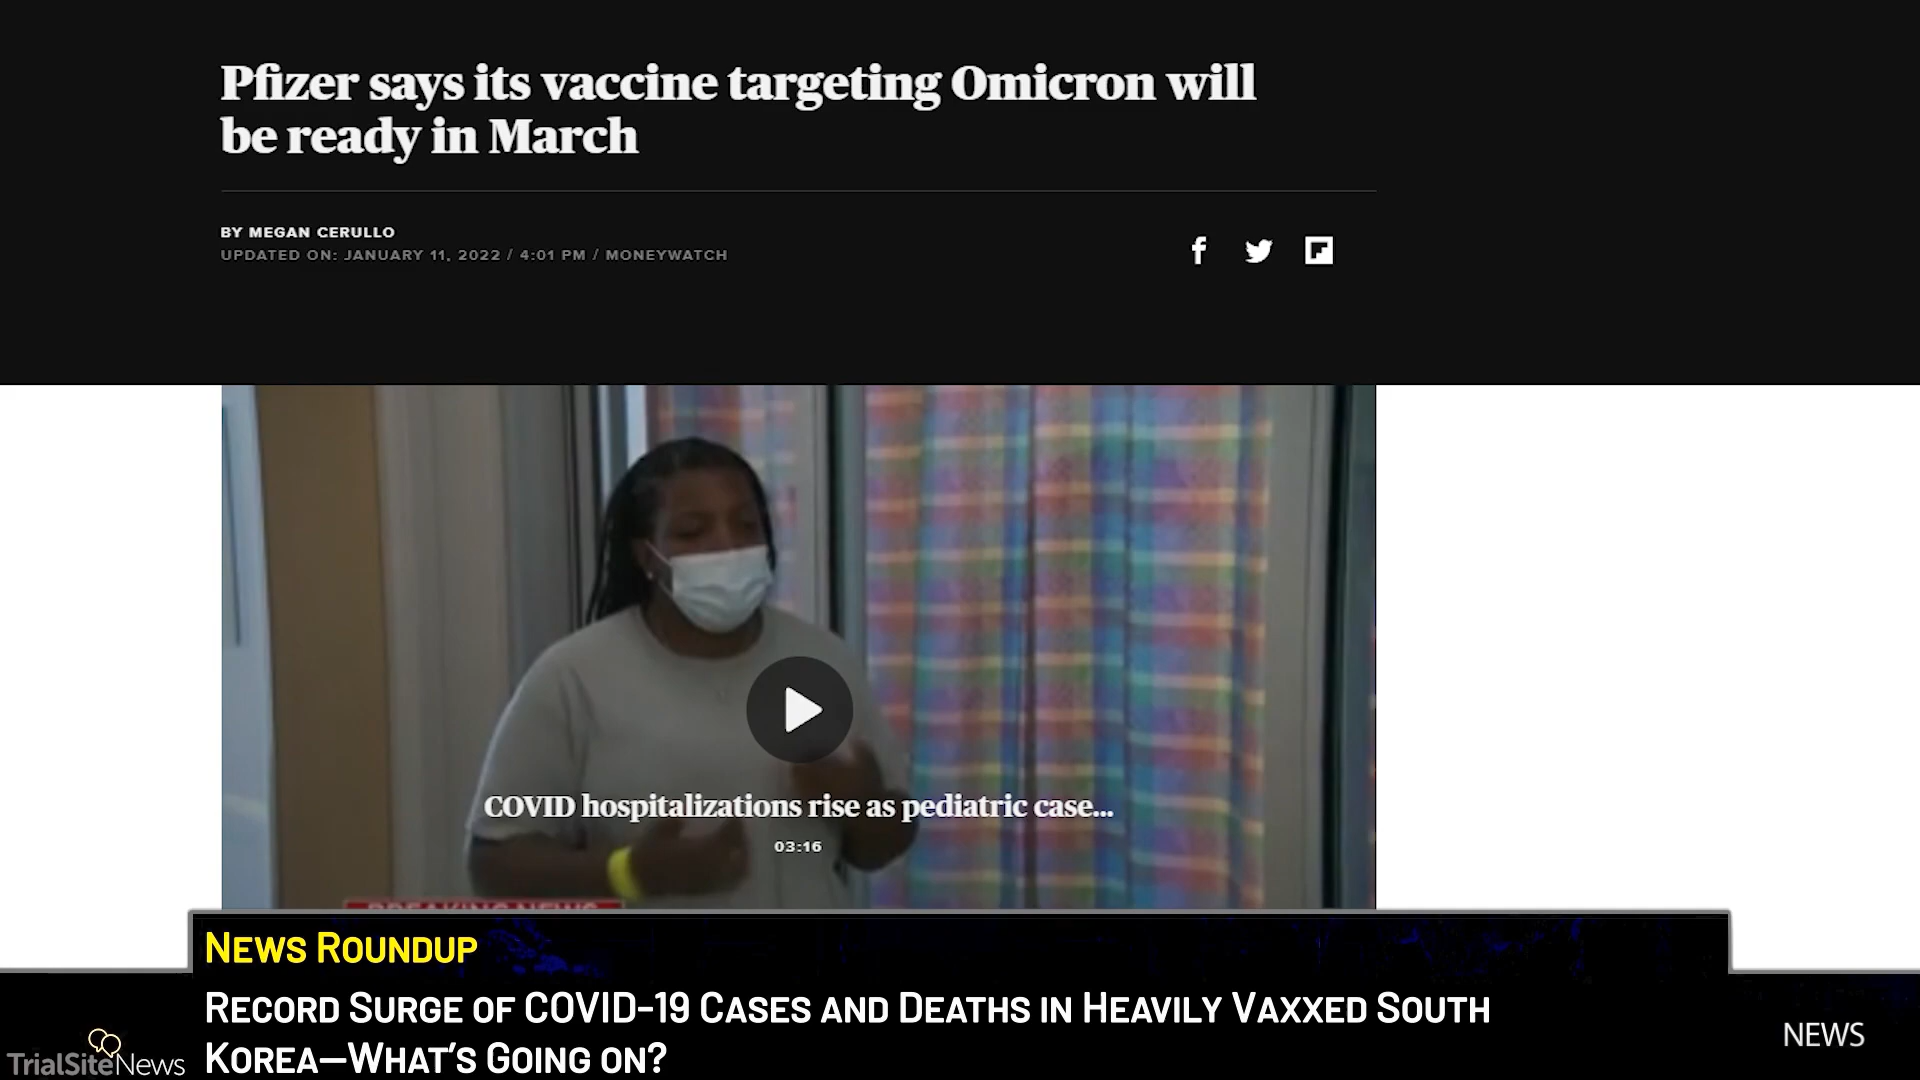 Pfizer says its vaccine targeting Omicron will
be ready in March
BY MEGAN CERULLO
UPDATED ON: JANUARY 11, 2022 / 4:01 PM / MONEYWATCH
COVID hospitalizations rise as pediatric case...
03:16
BREAKING NEWS
NEWS ROUNDUP
RECORD SURGE OF COVID-19 CASES AND DEATHS IN HEAVILY VAXXED SOUTH
KOREA—WHAT'S GOING ON?
TrialSiteNews
NEWS